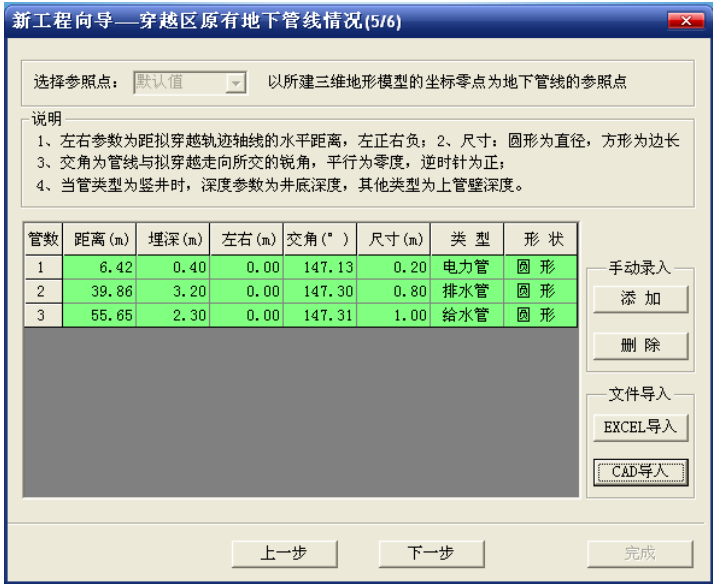 新工程向导—穿越区原有地下管线情况(5/6)
选择参照点： 默认值 以所建三维地形模型的坐标零点为地下管线的参照点
说明
1、左右参数为距拟穿越轨迹轴线的水平距离，左正右负；2、尺寸：圆形为直径，方形为边长
3、交角为管线与拟穿越走向所交的锐角，平行为零度，逆时针为正；
4、当管类型为竖井时，深度参数为井底深度，其他类型为上管壁深度。
管数 距离(m) 埋深(m) 左右(m) 交角(° ) 尺寸(m) 类 型 形 状
1 6.42 0.40 0.00 147.13 0.20 电力管 圆 形
2 39.86 3.20 0.00 147.30 0.80 排水管 圆 形
3 55.65 2.30 0.00 147.31 1.00 给水管 圆 形
手动录入
添 加
删 除
文件导入
EXCEL导入
CAD导入
上一步 下一步 完成